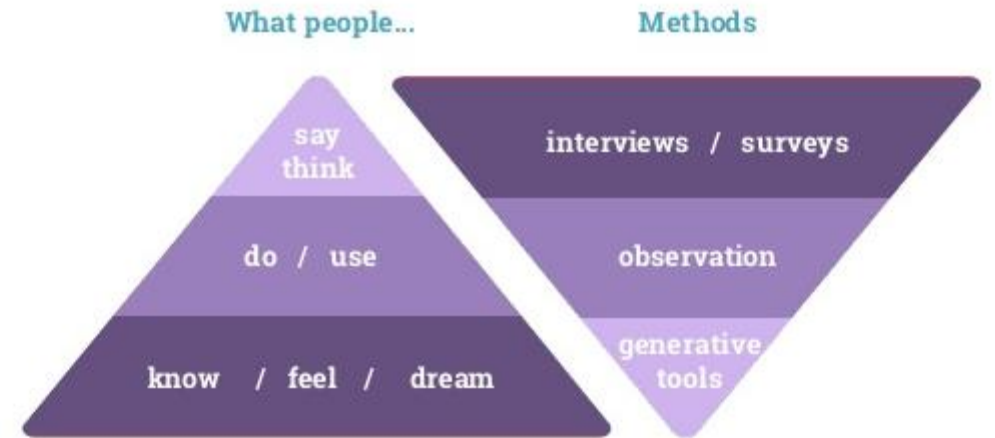 What people...
Methods
say
think
do / use
know / feel / dream
interviews / surveys
observation
generative
tools